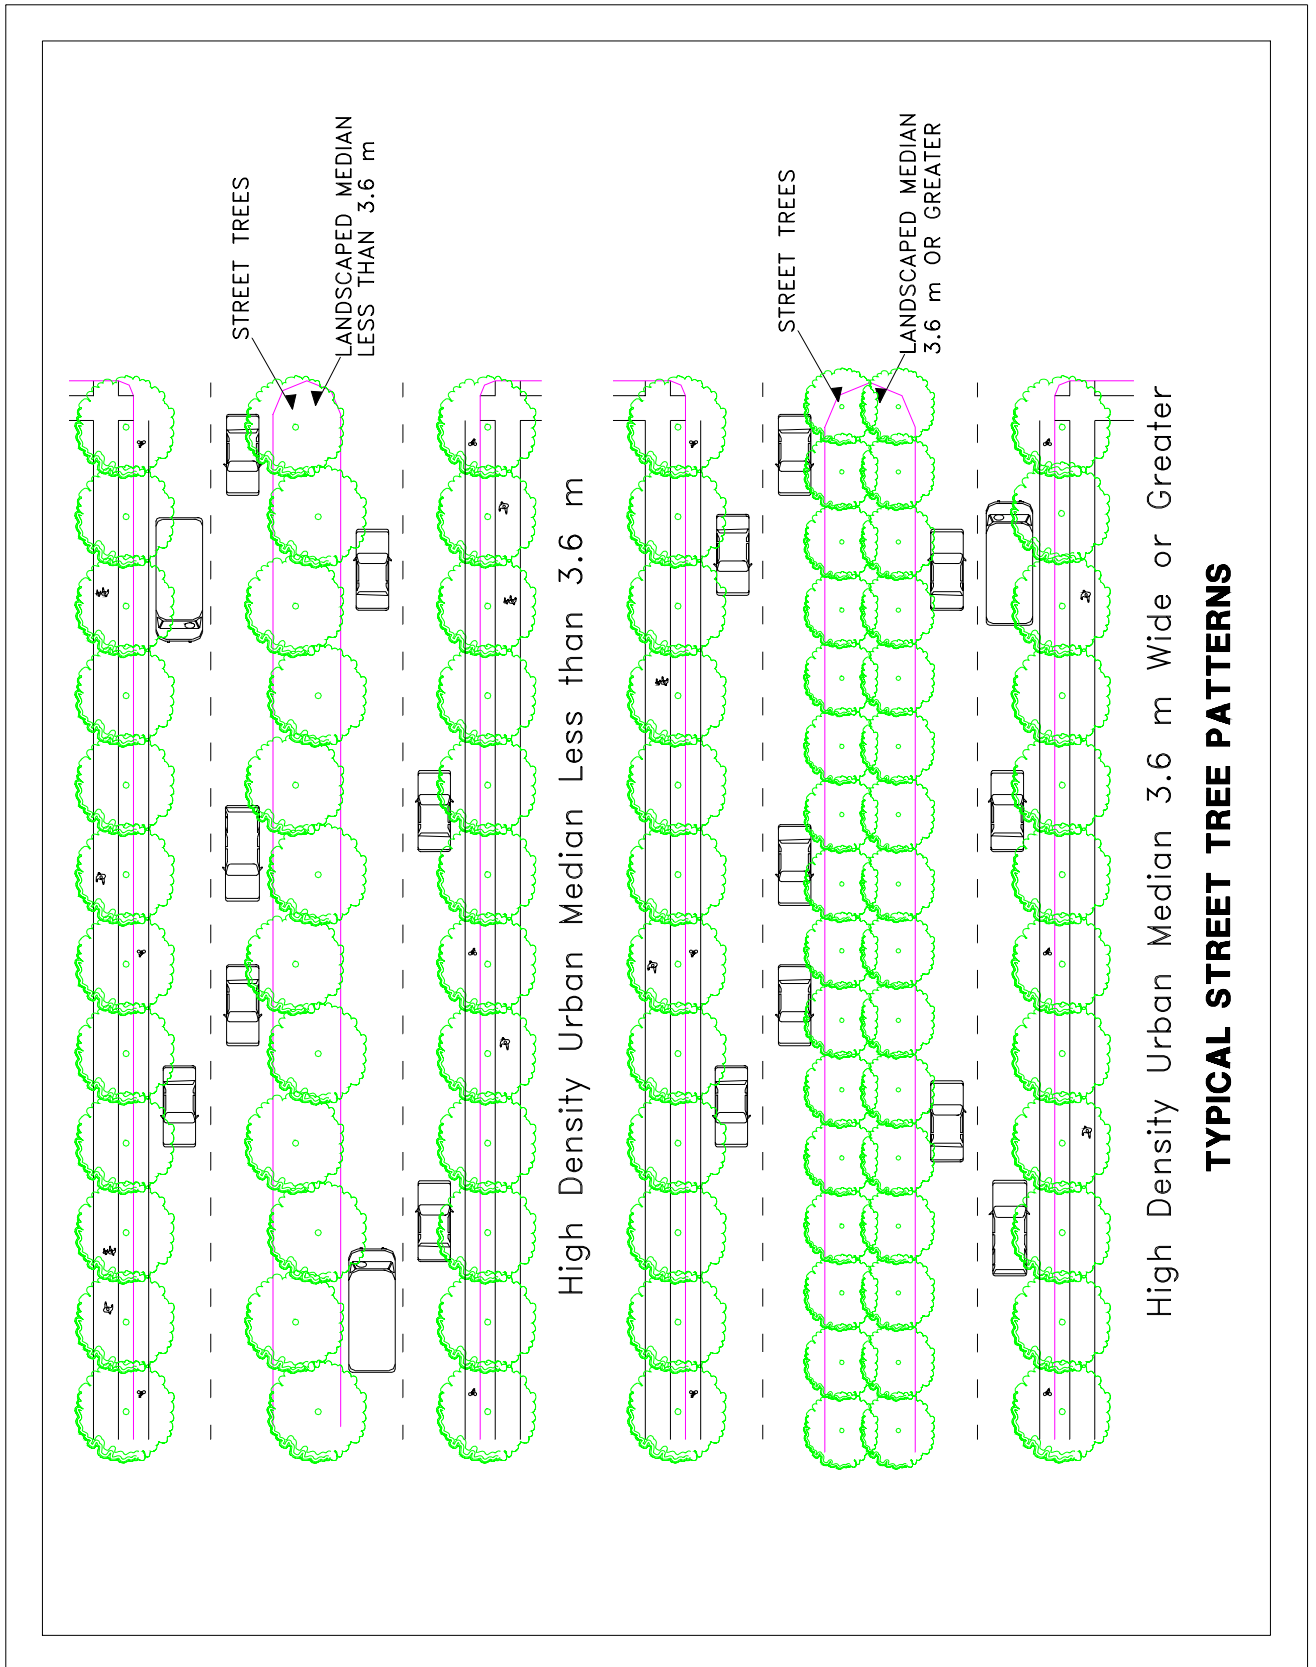 STREET TREES
LANDSCAPED MEDIAN
LESS THAN 3.6 m
High Density Urban Median Less than 3.6 m
STREET TREES
LANDSCAPED MEDIAN
3.6 m OR GREATER
High Density Urban Median 3.6 m Wide or Greater
TYPICAL STREET TREE PATTERNS